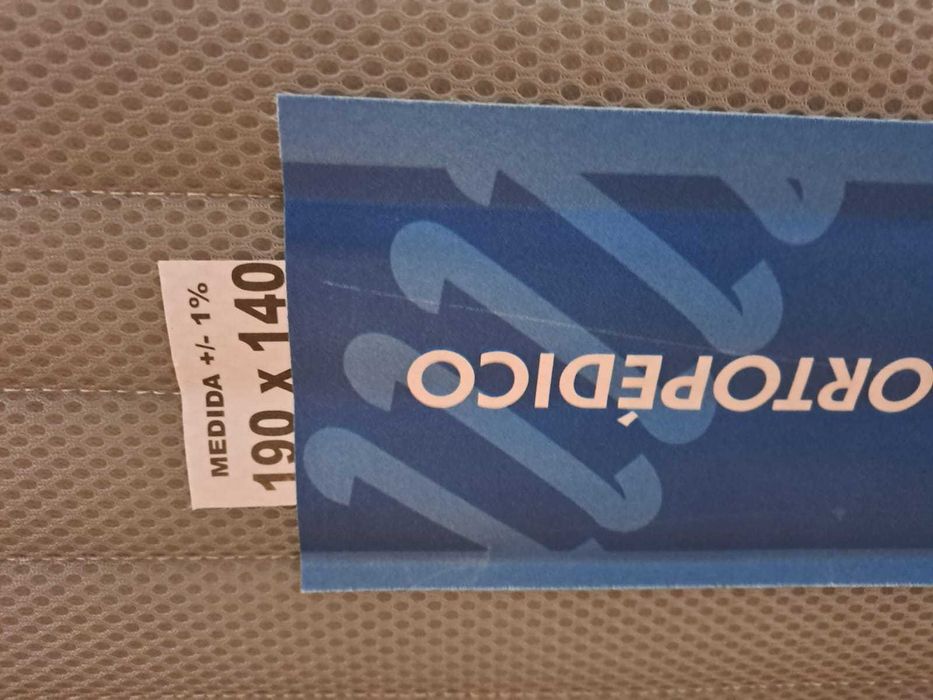 MEDIDA +/- 1%
190 x 140
ORTOPÉDICO